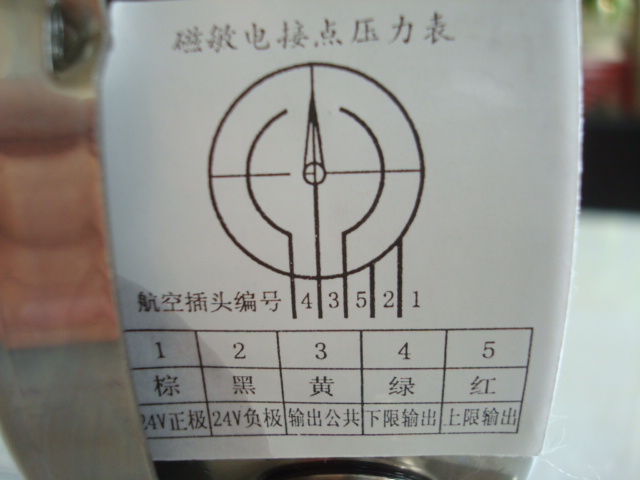 磁敏电接点压力表
航空插头编号 4 3 5 2 1
1 2 3 4 5
棕 黑 黄 绿 红
24V正极 24V负极 输出公共 下限输出 上限输出